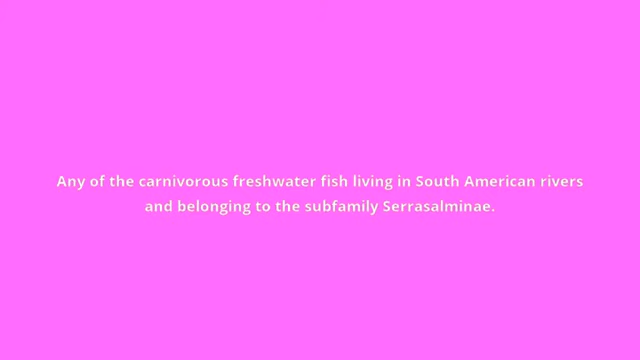 Any of the carnivorous freshwater fish living in South American rivers
and belonging to the subfamily Serrasalminae.